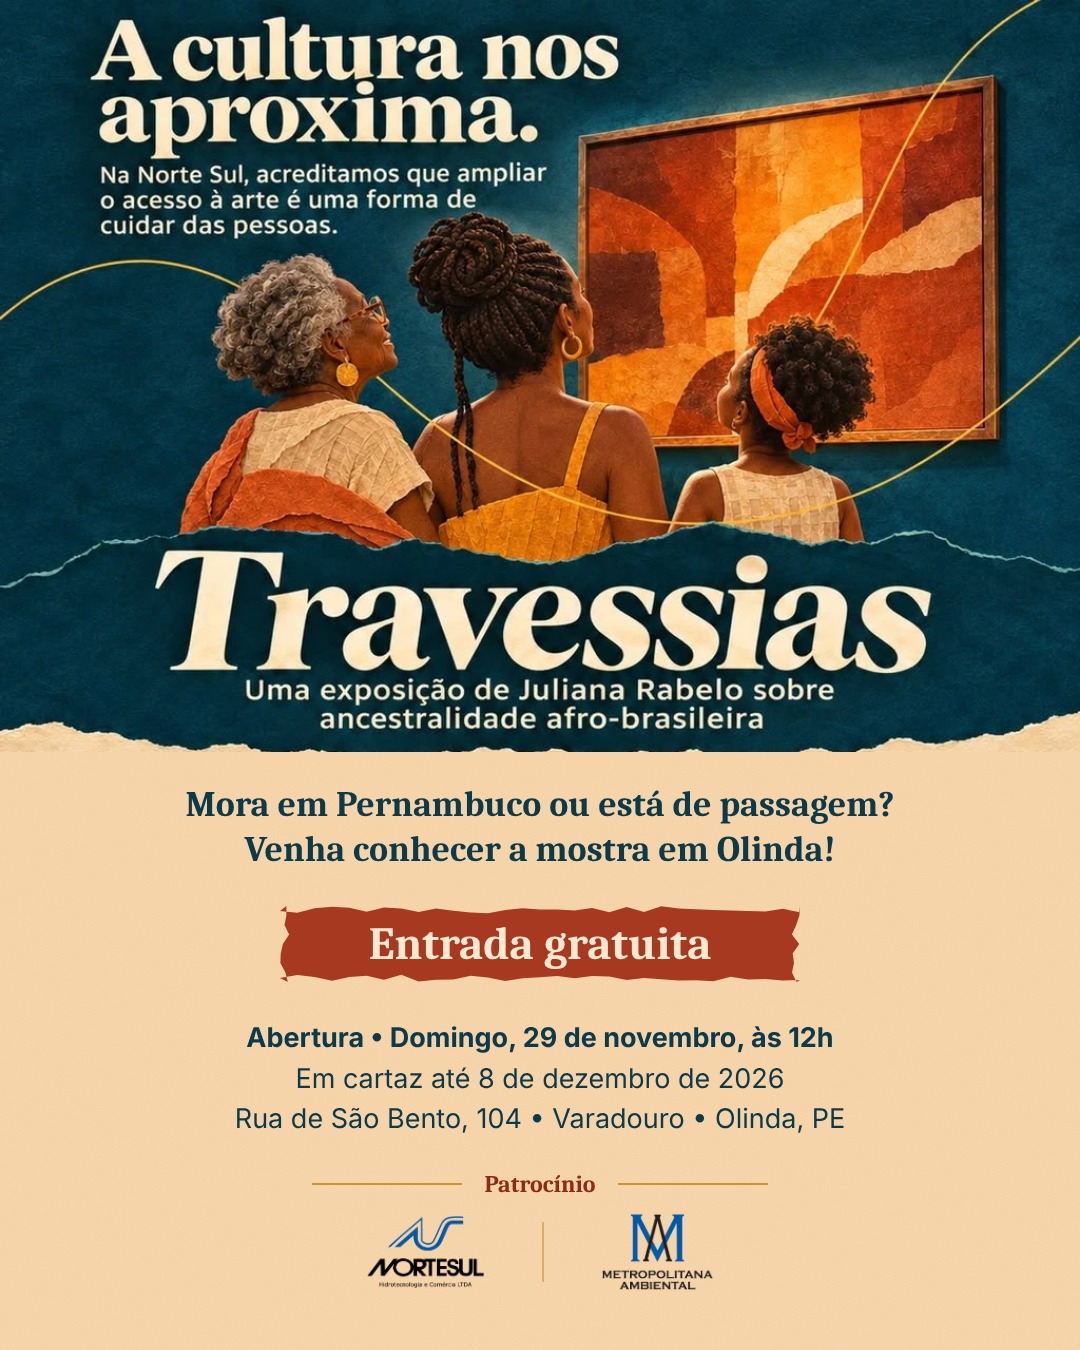 A cultura nos
aproxima.
Na Norte Sul, acreditamos que ampliar
o acesso à arte é uma forma de
cuidar das pessoas.
Travessias
Uma exposição de Juliana Rabelo sobre
ancestralidade afro-brasileira
Mora em Pernambuco ou está de passagem?
Venha conhecer a mostra em Olinda!
Entrada gratuita
Abertura • Domingo, 29 de novembro, às 12h
Em cartaz até 8 de dezembro de 2026
Rua de São Bento, 104 • Varadouro • Olinda, PE
Patrocínio
NORTESUL
Hidrotecnologia e Comércio LTDA
METROPOLITANA
AMBIENTAL